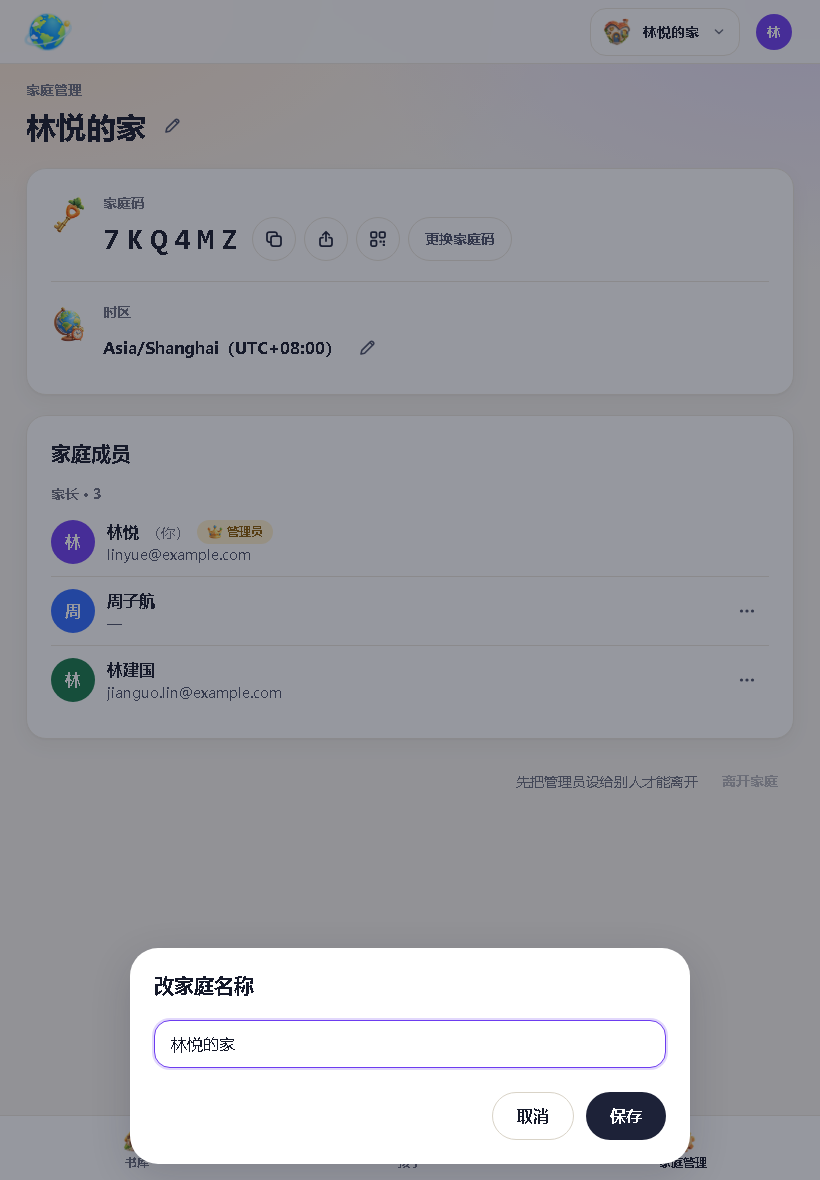 林悦的家
林
家庭管理
林悦的家
家庭码
7KQ4MZ
更换家庭码
时区
Asia/Shanghai (UTC+08:00)
家庭成员
家长 • 3
林
林悦 (你) 管理员
linyue@example.com
周
周子航
—
林
林建国
jianguo.lin@example.com
先把管理员设给别人才能离开 离开家庭
改家庭名称
林悦的家
取消 保存
书库
家庭管理